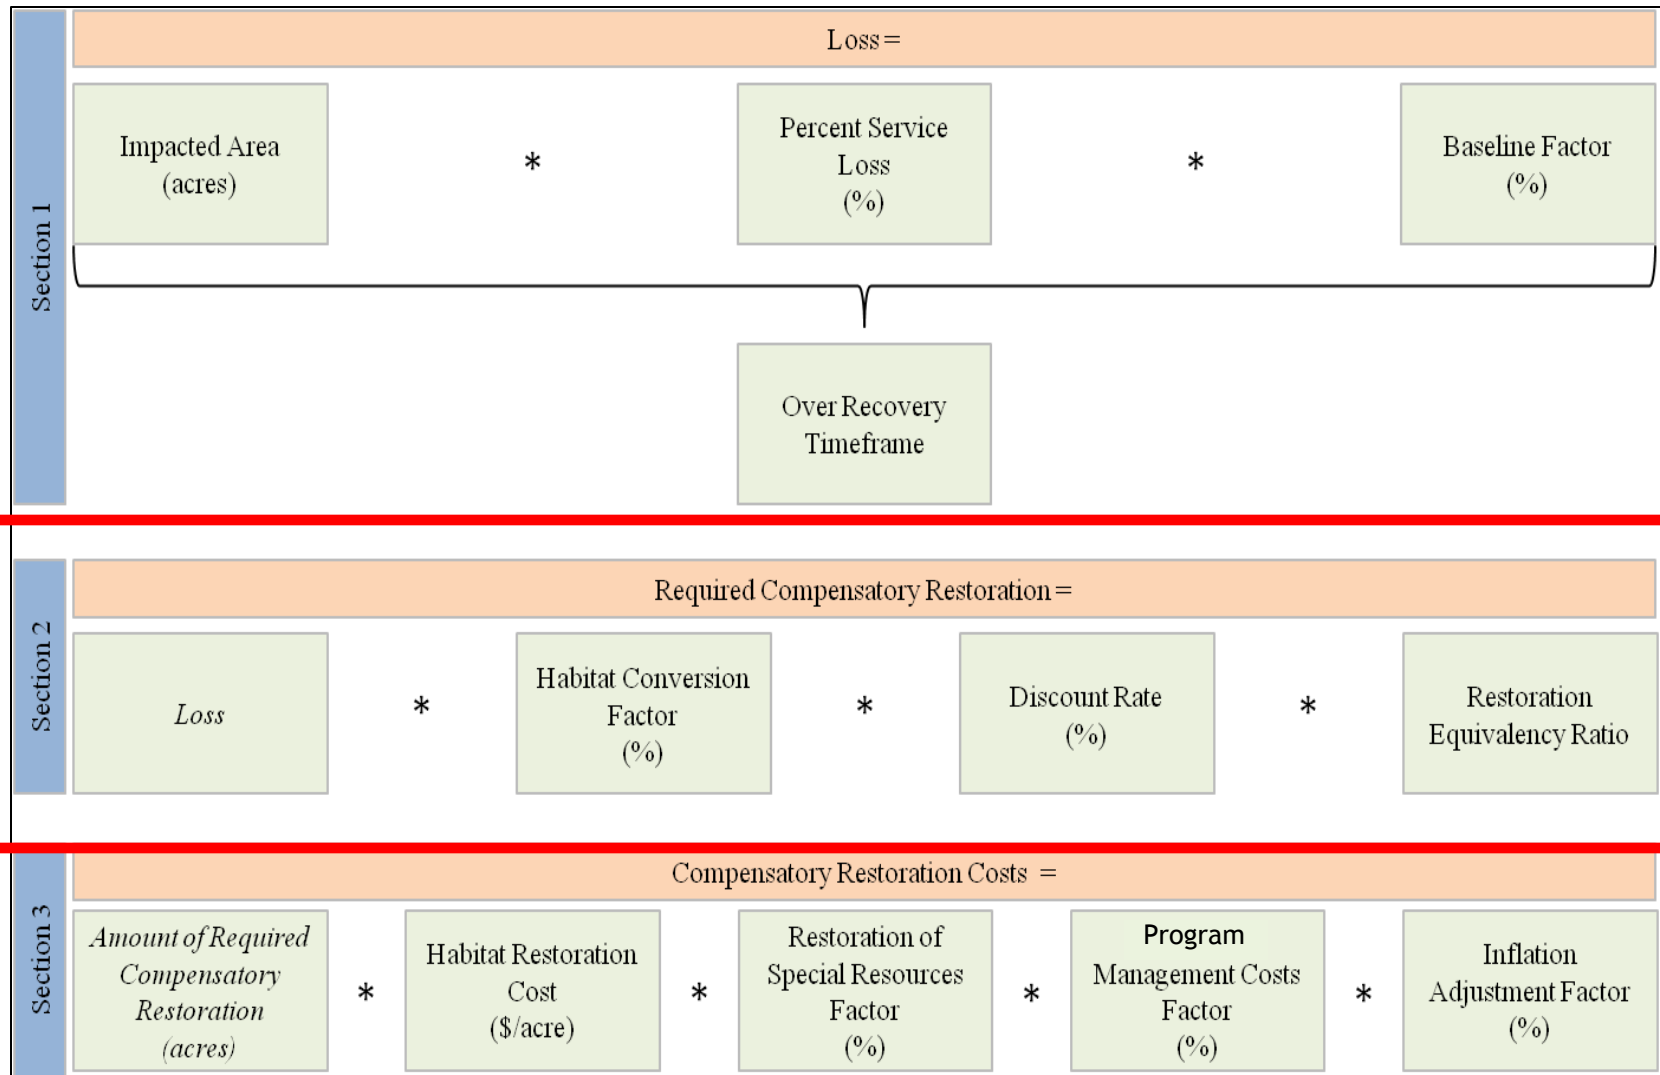 Section 1
Loss =
Impacted Area
(acres)
*
Percent Service
Loss
(%)
*
Baseline Factor
(%)
Over Recovery
Timeframe
Section 2
Required Compensatory Restoration =
Loss
*
Habitat Conversion
Factor
(%)
*
Discount Rate
(%)
*
Restoration
Equivalency Ratio
Section 3
Compensatory Restoration Costs =
Amount of Required
Compensatory
Restoration
(acres)
*
Habitat Restoration
Cost
($/acre)
*
Restoration of
Special Resources
Factor
(%)
*
Program
Management Costs
Factor
(%)
*
Inflation
Adjustment Factor
(%)